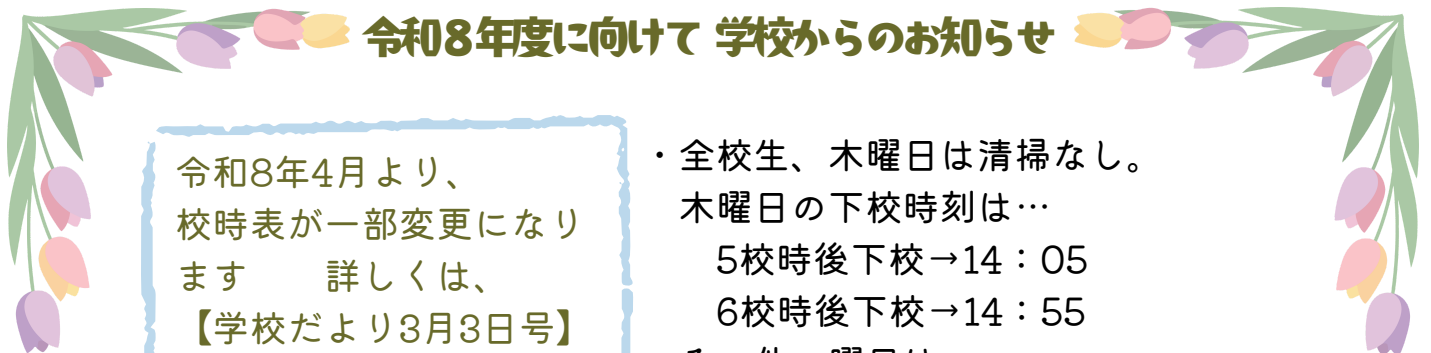 令和8年度に向けて 学校からのお知らせ
令和8年4月より、
校時表が一部変更になり
ます　　詳しくは、
【学校だより3月3日号】
・全校生、木曜日は清掃なし。
木曜日の下校時刻は…
5校時後下校→14：05
6校時後下校→14：55